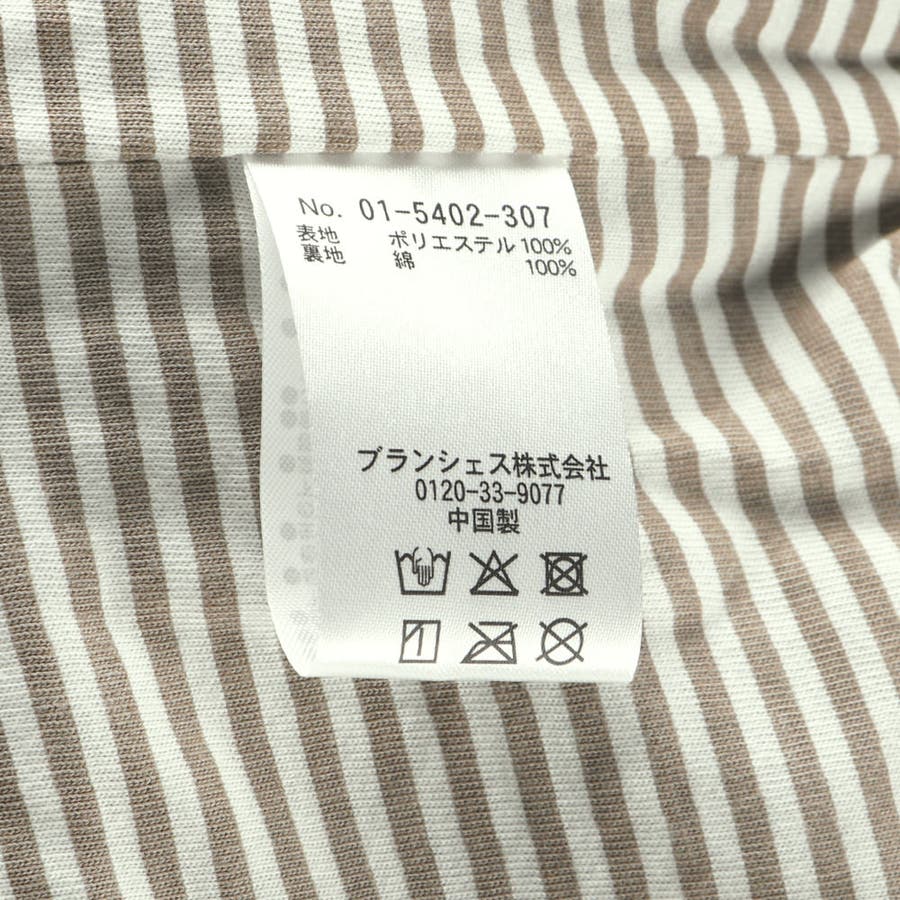 No. 01-5402-307
表地 ポリエステル 100%
裏地 綿 100%
ブランシェス株式会社
0120-33-9077
中国製